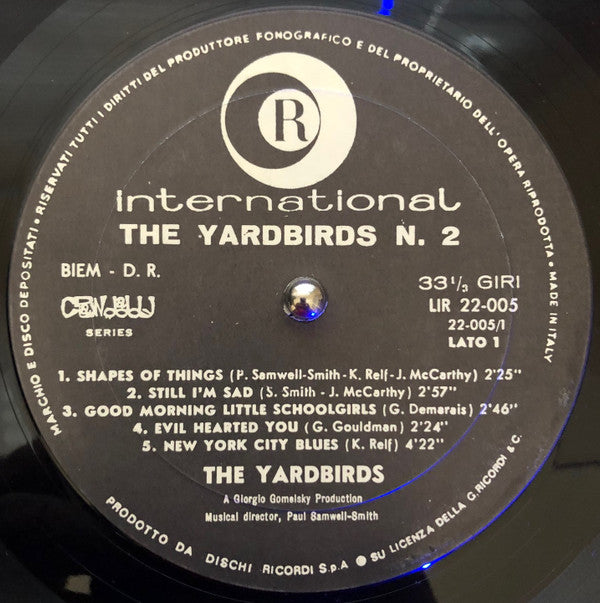 MARCHIO E DISCO DEPOSITATI • RISERVATI TUTTI I DIRITTI DEL PRODUTTORE FONOGRAFICO E DEL PROPRIETARIO DELL'OPERA RIPRODOTTA • MADE IN ITALY
R
international
THE YARDBIRDS N. 2
BIEM - D. R.
33 1/3 GIRI
LIR 22-005
SERIES
22-005/1
LATO 1
1. SHAPES OF THINGS (P. Samwell-Smith-K. Relf-J. McCarthy) 2'25"
2. STILL I'M SAD (S. Smith - J. McCarthy) 2'57"
3. GOOD MORNING LITTLE SCHOOLGIRLS (G. Demarais) 2'46"
4. EVIL HEARTED YOU (G. Gouldman) 2'24"
5. NEW YORK CITY BLUES (K. Relf) 4'22"
THE YARDBIRDS
A Giorgio Gomelsky Production
Musical director, Paul Samwell-Smith
PRODOTTO DA DISCHI RICORDI S.p.A ● SU LICENZA DELLA G. RICORDI & C.